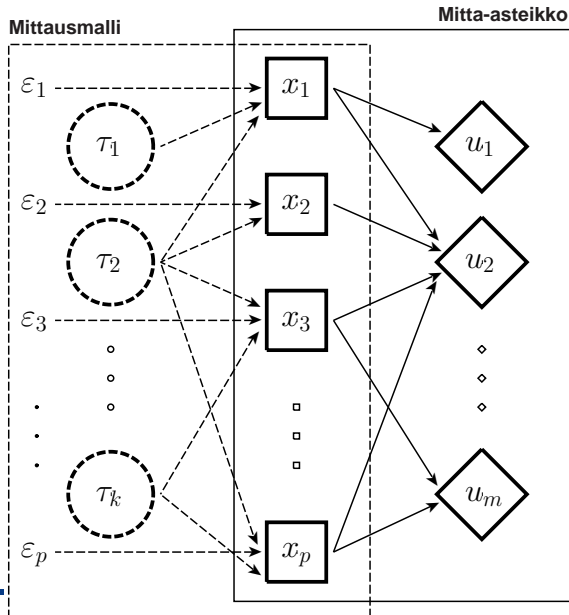 Mitta-asteikko
Mittausmalli
ε₁ x₁
τ₁ u₁
ε₂ x₂
τ₂ u₂
ε₃ x₃
τₖ uₘ
εₚ xₚ